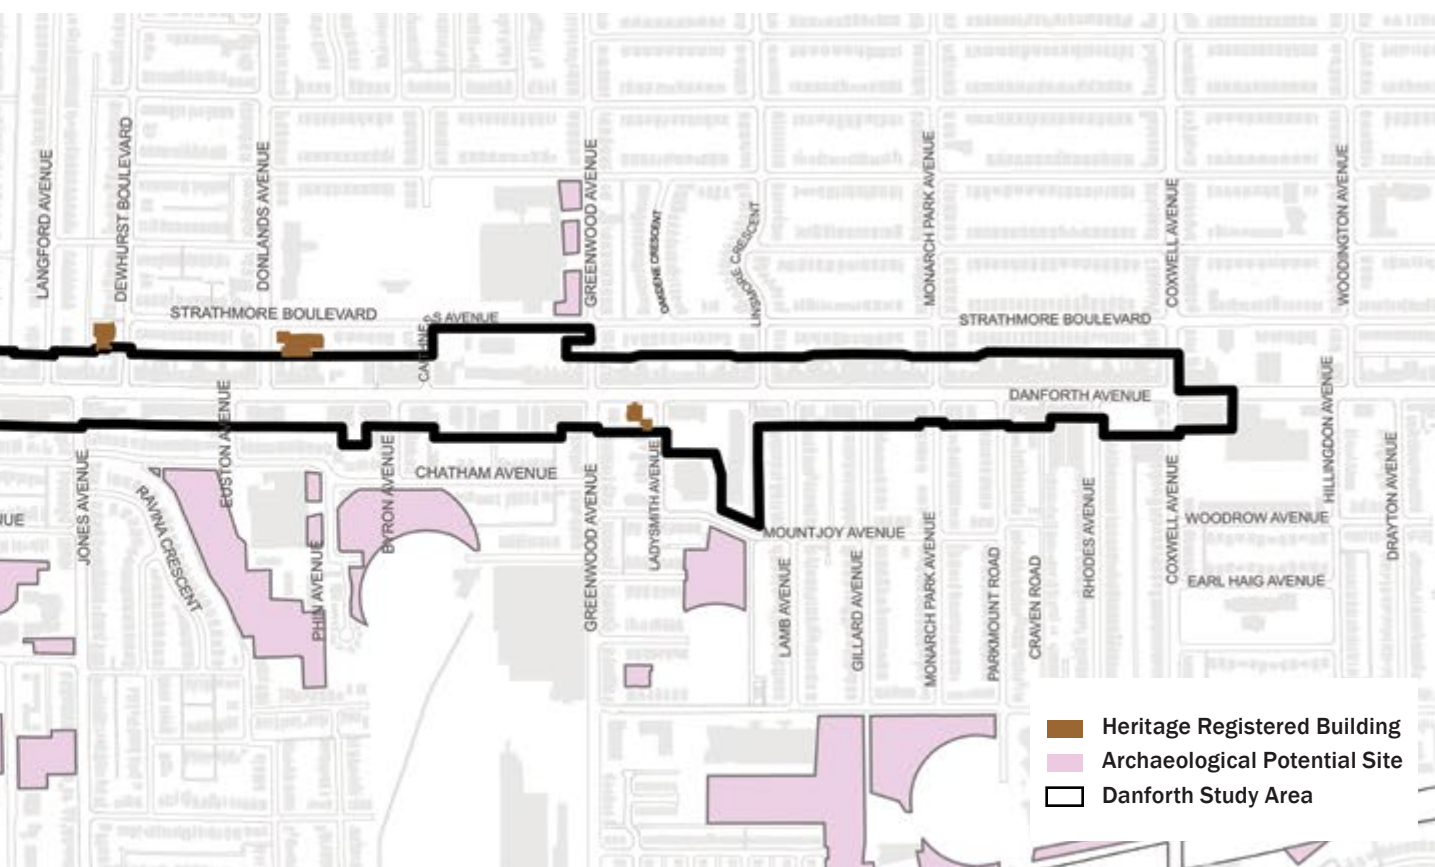 LANGFORD AVENUE
DEWHURST BOULEVARD
DONLANDS AVENUE
GREENWOOD AVENUE
OAKDENE CRESCENT
LINSMORE CRESCENT
MONARCH PARK AVENUE
COXWELL AVENUE
WOODINGTON AVENUE
STRATHMORE BOULEVARD
S AVENUE
STRATHMORE BOULEVARD
DANFORTH AVENUE
EUSTON AVENUE
HILLINGDON AVENUE
JONES AVENUE
RAVINA CRESCENT
BYRON AVENUE
CHATHAM AVENUE
GREENWOOD AVENUE
LADYSMITH AVENUE
MOUNTJOY AVENUE
RHODES AVENUE
COXWELL AVENUE
WOODROW AVENUE
DRAYTON AVENUE
UE
PHIN AVENUE
LAMB AVENUE
GILLARD AVENUE
MONARCH PARK AVENUE
PARKMOUNT ROAD
CRAVEN ROAD
EARL HAIG AVENUE
Heritage Registered Building
Archaeological Potential Site
Danforth Study Area